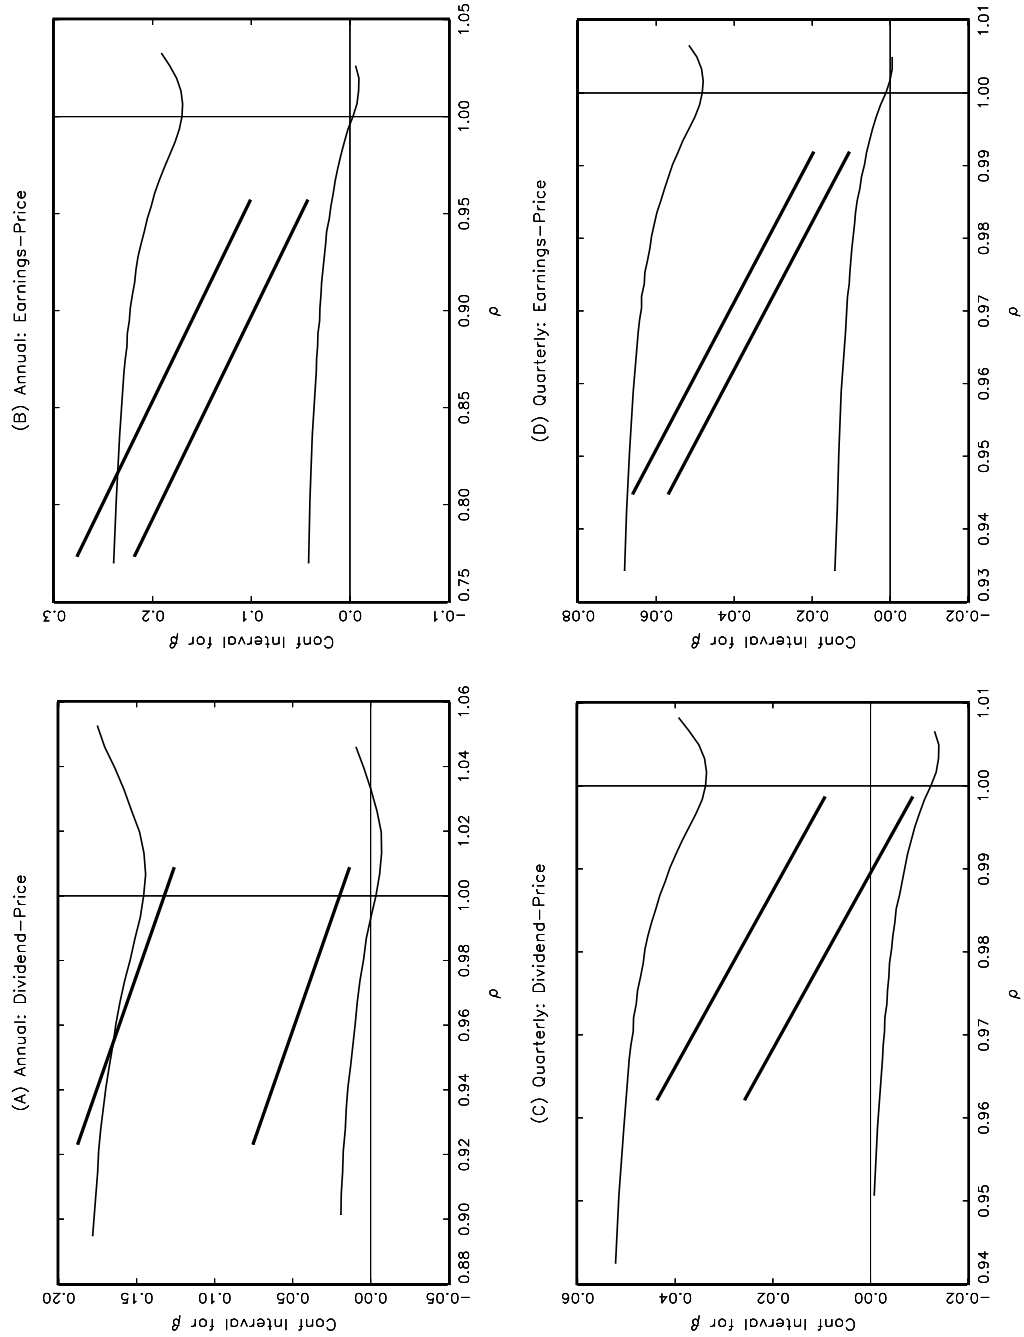 (A) Annual: Dividend-Price
Conf Interval for β
0.20
0.15
0.10
0.05
0.00
-0.05
0.88 0.90 0.92 0.94 0.96 0.98 1.00 1.02 1.04 1.06
ρ
(B) Annual: Earnings-Price
Conf Interval for β
0.3
0.2
0.1
0.0
-0.1
0.75 0.80 0.85 0.90 0.95 1.00 1.05
ρ
(C) Quarterly: Dividend-Price
Conf Interval for β
0.06
0.04
0.02
0.00
-0.02
0.94 0.95 0.96 0.97 0.98 0.99 1.00 1.01
ρ
(D) Quarterly: Earnings-Price
Conf Interval for β
0.08
0.06
0.04
0.02
0.00
-0.02
0.93 0.94 0.95 0.96 0.97 0.98 0.99 1.00 1.01
ρ